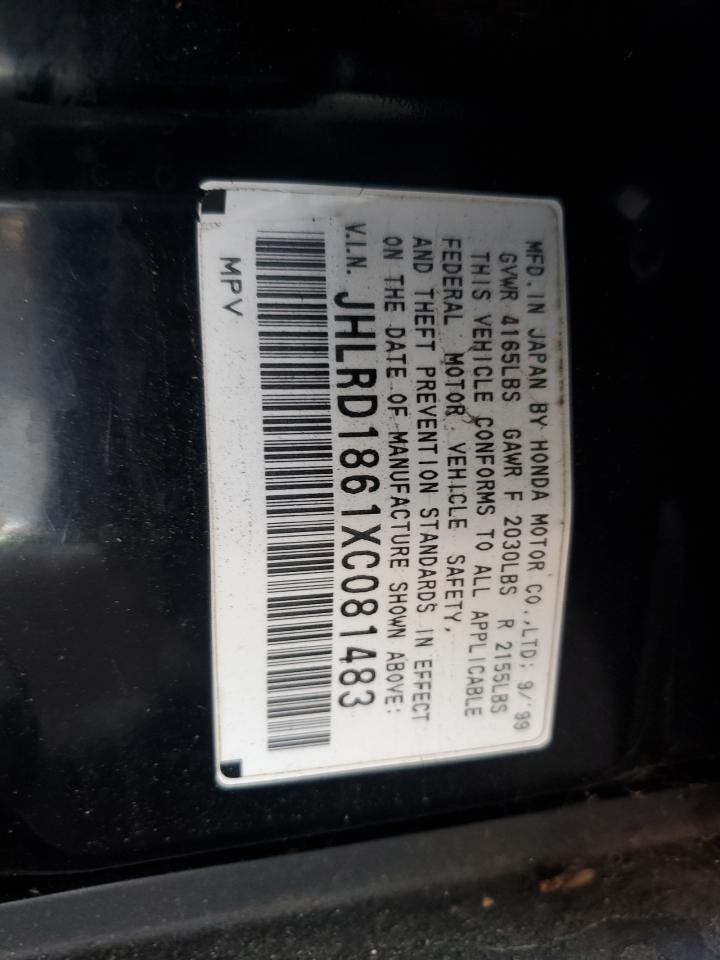 MFD. IN JAPAN BY HONDA MOTOR CO.,LTD; 9/'99
GVWR 4165LBS GAWR F 2030LBS R 2155LBS
THIS VEHICLE CONFORMS TO ALL APPLICABLE
FEDERAL MOTOR VEHICLE SAFETY,
AND THEFT PREVENTION STANDARDS IN EFFECT
ON THE DATE OF MANUFACTURE SHOWN ABOVE:
V.I.N. JHLRD1861XC081483
MPV